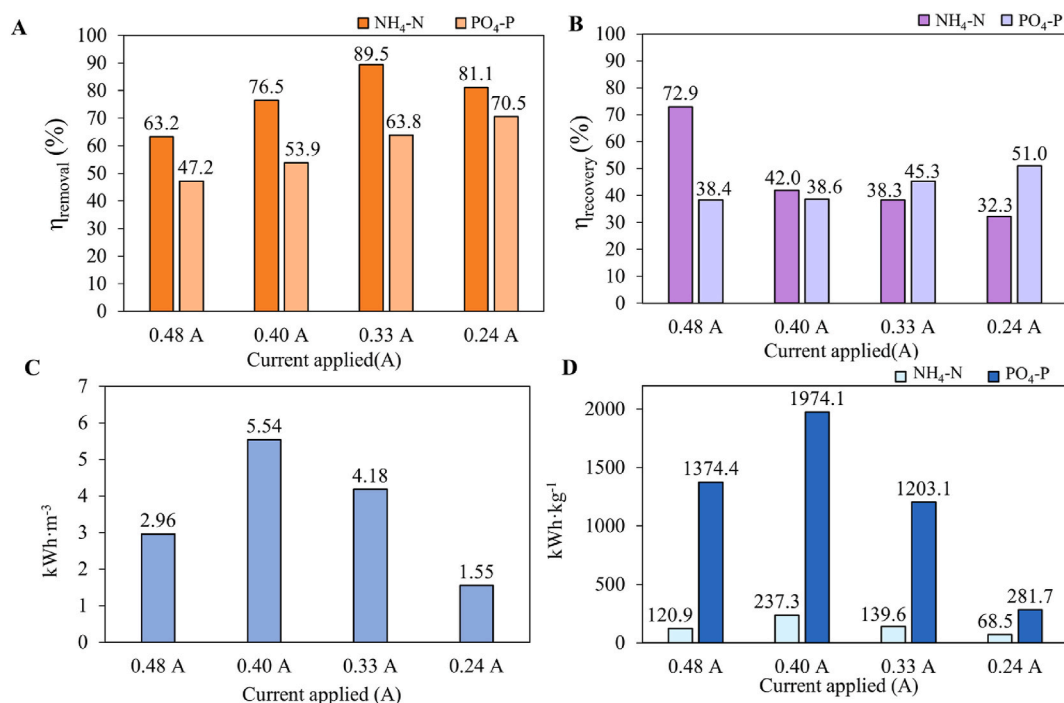 A
NH₄-N PO₄-P
η_removal (%)
100
90
80
70
60
50
40
30
20
10
0
63.2 47.2 76.5 53.9 89.5 63.8 81.1 70.5
0.48 A 0.40 A 0.33 A 0.24 A
Current applied(A)
B
NH₄-N PO₄-P
η_recovery (%)
100
90
80
70
60
50
40
30
20
10
0
72.9 38.4 42.0 38.6 38.3 45.3 32.3 51.0
0.48 A 0.40 A 0.33 A 0.24 A
Current applied(A)
C
kWh·m⁻³
7
6
5
4
3
2
1
0
2.96 5.54 4.18 1.55
0.48 A 0.40 A 0.33 A 0.24 A
Current applied (A)
D
NH₄-N PO₄-P
kWh·kg⁻¹
2000
1500
1000
500
0
120.9 1374.4 237.3 1974.1 139.6 1203.1 68.5 281.7
0.48 A 0.40 A 0.33 A 0.24 A
Current applied (A)